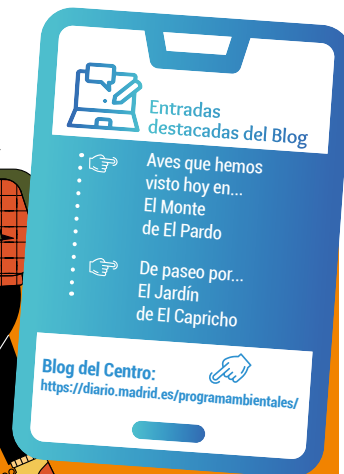 Entradas
destacadas del Blog
Aves que hemos
visto hoy en...
El Monte
de El Pardo
De paseo por...
El Jardín
de El Capricho
Blog del Centro:
https://diario.madrid.es/programambientales/